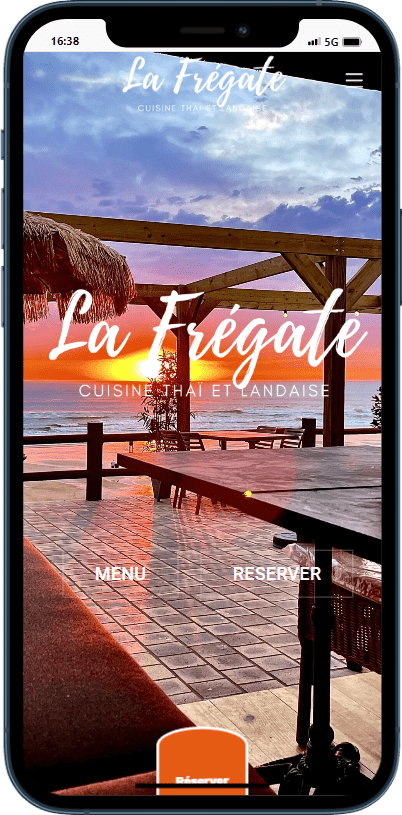 16:38
5G
La Frégate
CUISINE THAÏ ET LANDAISE
La Frégate
CUISINE THAÏ ET LANDAISE
MENU
RESERVER
Réserver